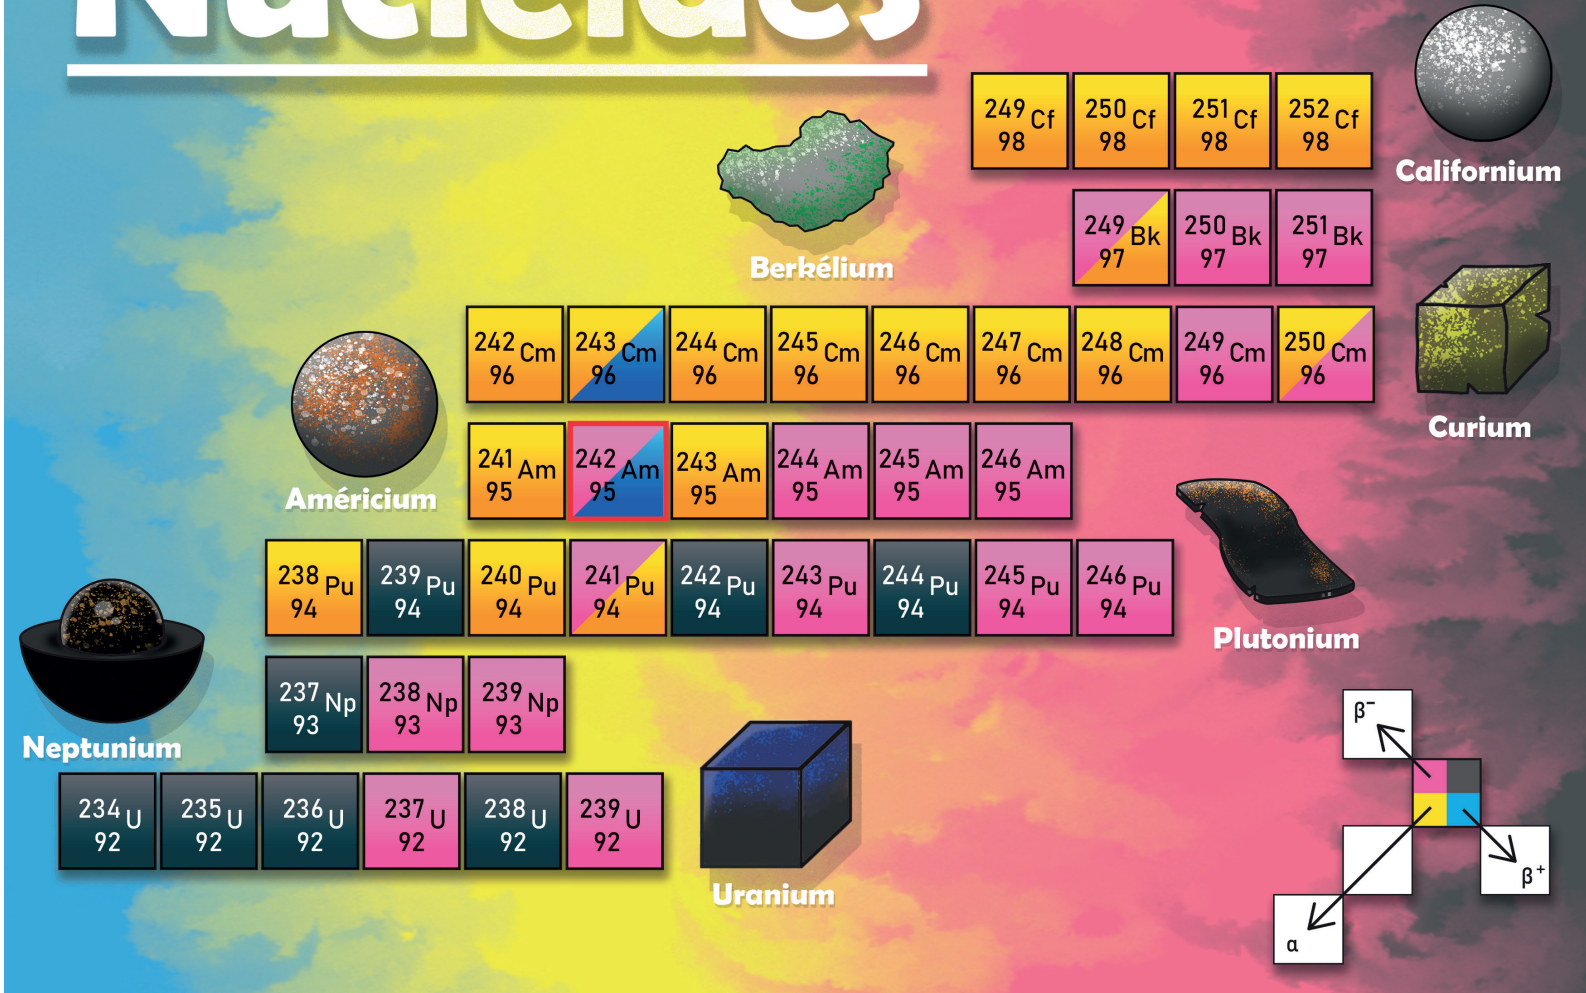 Nucléides
249 Cf 98
250 Cf 98
251 Cf 98
252 Cf 98
Californium
249 Bk 97
250 Bk 97
251 Bk 97
Berkélium
242 Cm 96
243 Cm 96
244 Cm 96
245 Cm 96
246 Cm 96
247 Cm 96
248 Cm 96
249 Cm 96
250 Cm 96
Curium
241 Am 95
242 Am 95
243 Am 95
244 Am 95
245 Am 95
246 Am 95
Américium
238 Pu 94
239 Pu 94
240 Pu 94
241 Pu 94
242 Pu 94
243 Pu 94
244 Pu 94
245 Pu 94
246 Pu 94
Plutonium
237 Np 93
238 Np 93
239 Np 93
Neptunium
234 U 92
235 U 92
236 U 92
237 U 92
238 U 92
239 U 92
Uranium
β⁻
β⁺
α